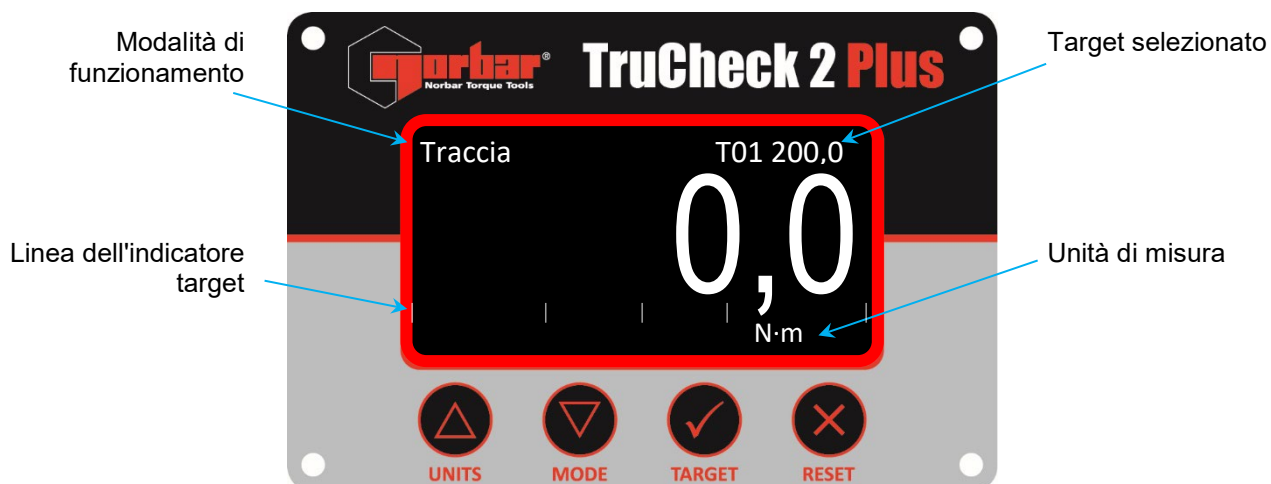 Modalità di
funzionamento
Target selezionato
Norbar®
Norbar Torque Tools
TruCheck 2 Plus
Traccia
T01 200,0
0,0
Linea dell'indicatore
target
Unità di misura
N·m
UNITS
MODE
TARGET
RESET